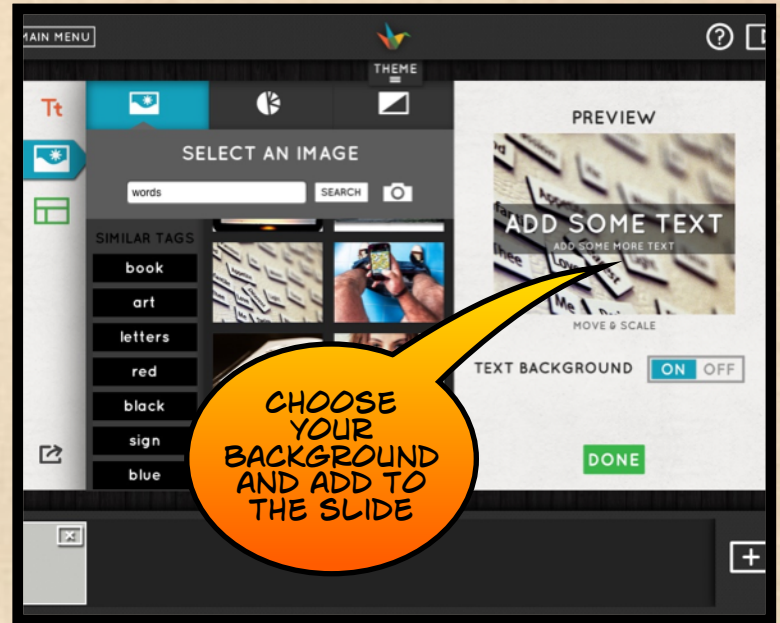 MAIN MENU
?
THEME
Tt
SELECT AN IMAGE
words
SEARCH
SIMILAR TAGS
book
art
letters
red
black
sign
blue
PREVIEW
ADD SOME TEXT
ADD SOME MORE TEXT
MOVE & SCALE
TEXT BACKGROUND ON OFF
DONE
CHOOSE
YOUR
BACKGROUND
AND ADD TO
THE SLIDE